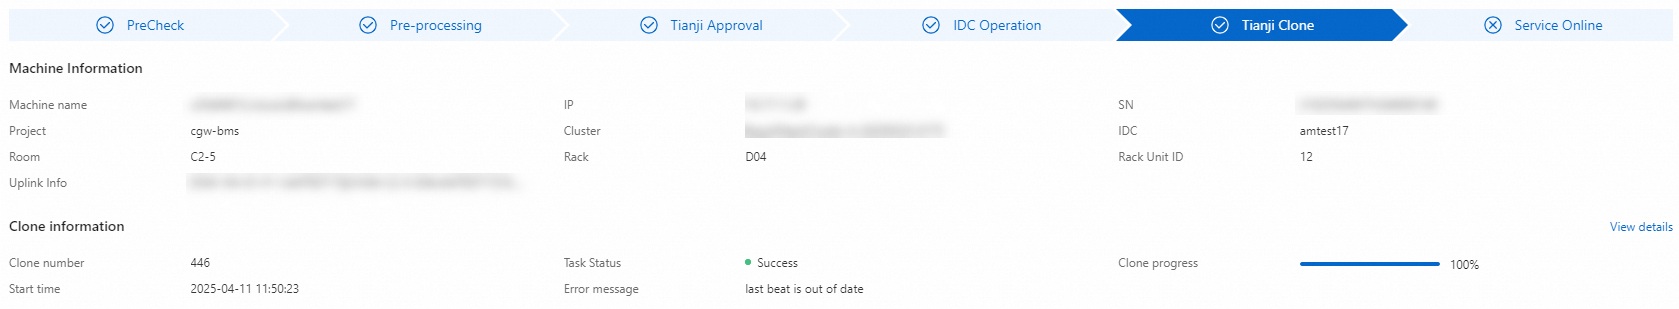 PreCheck Pre-processing Tianji Approval IDC Operation Tianji Clone Service Online
Machine Information
Machine name IP SN
Project cgw-bms Cluster IDC amtest17
Room C2-5 Rack D04 Rack Unit ID 12
Uplink Info
Clone information View details
Clone number 446 Task Status Success Clone progress 100%
Start time 2025-04-11 11:50:23 Error message last beat is out of date